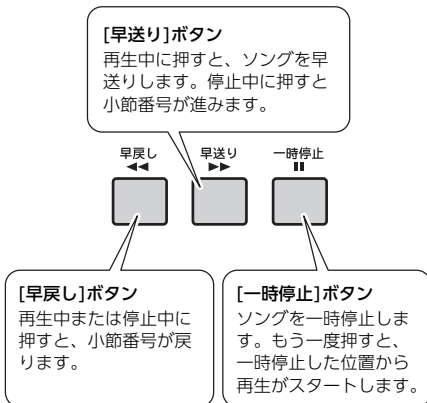 [早送り]ボタン
再生中に押すと、ソングを早
送りします。停止中に押すと
小節番号が進みます。
早戻し
早送り
一時停止
[早戻し]ボタン
再生中または停止中に
押すと、小節番号が戻
ります。
[一時停止]ボタン
ソングを一時停止しま
す。もう一度押すと、
一時停止した位置から
再生がスタートします。